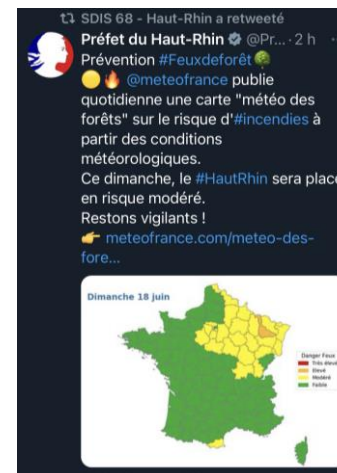 SDIS 68 - Haut-Rhin a retweeté
Préfet du Haut-Rhin @Pr... · 2 h
Prévention #Feuxdeforêt
@meteofrance publie
quotidienne une carte "météo des
forêts" sur le risque d'#incendies à
partir des conditions
météorologiques.
Ce dimanche, le #HautRhin sera placé
en risque modéré.
Restons vigilants !
meteofrance.com/meteo-des-
fore...
Dimanche 18 juin
Danger Feux
Très élevé
Elevé
Modéré
Faible